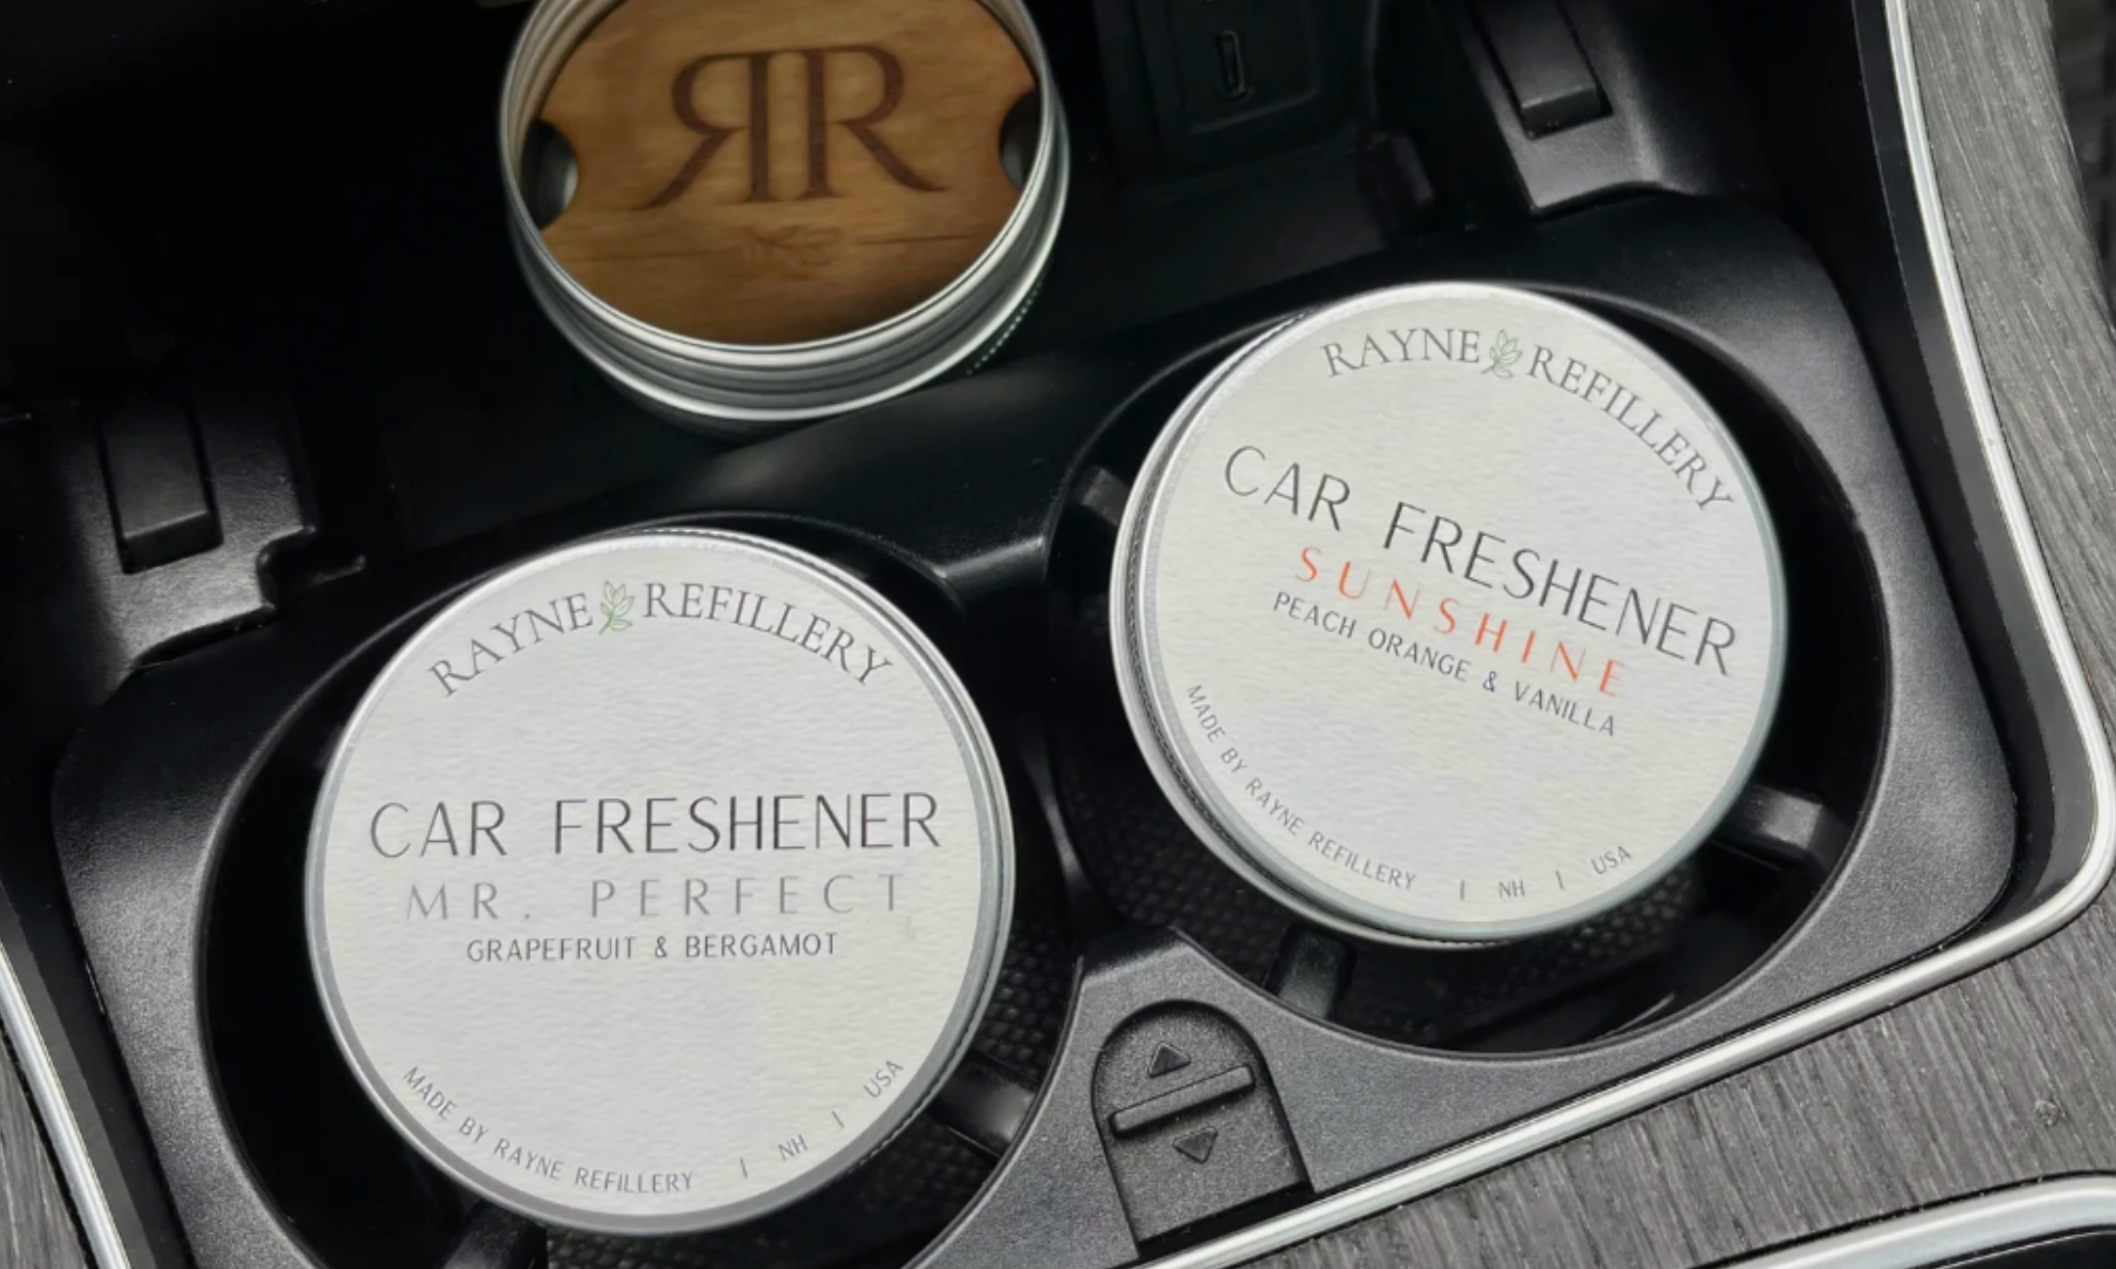 RR
RAYNE REFILLERY
CAR FRESHENER
MR. PERFECT
GRAPEFRUIT & BERGAMOT
MADE BY RAYNE REFILLERY | NH | USA
RAYNE REFILLERY
CAR FRESHENER
SUNSHINE
PEACH ORANGE & VANILLA
MADE BY RAYNE REFILLERY | NH | USA